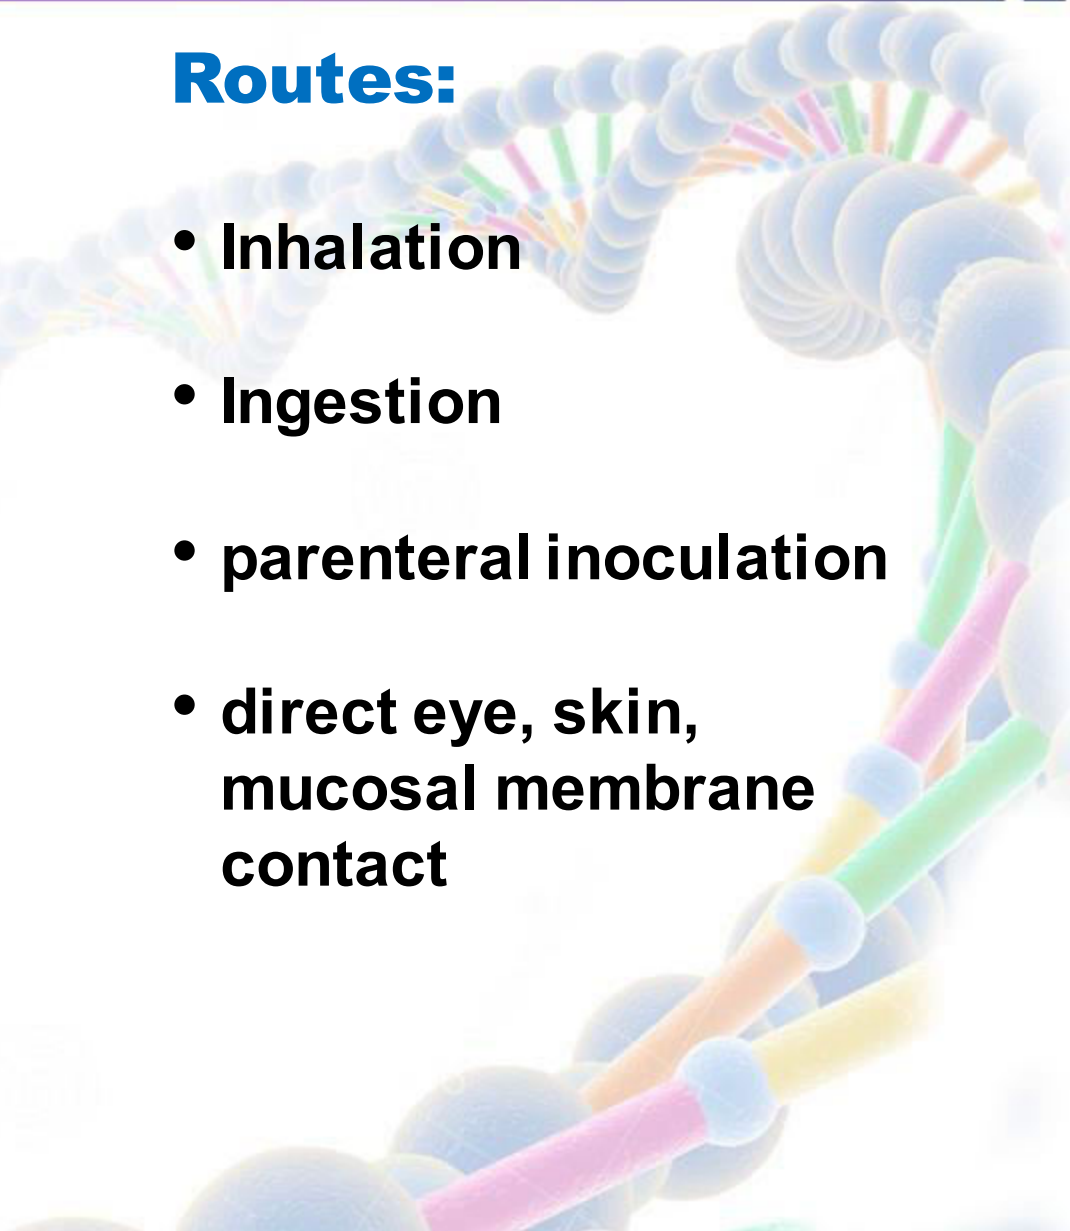 Routes:
• Inhalation
• Ingestion
• parenteral inoculation
• direct eye, skin,
mucosal membrane
contact